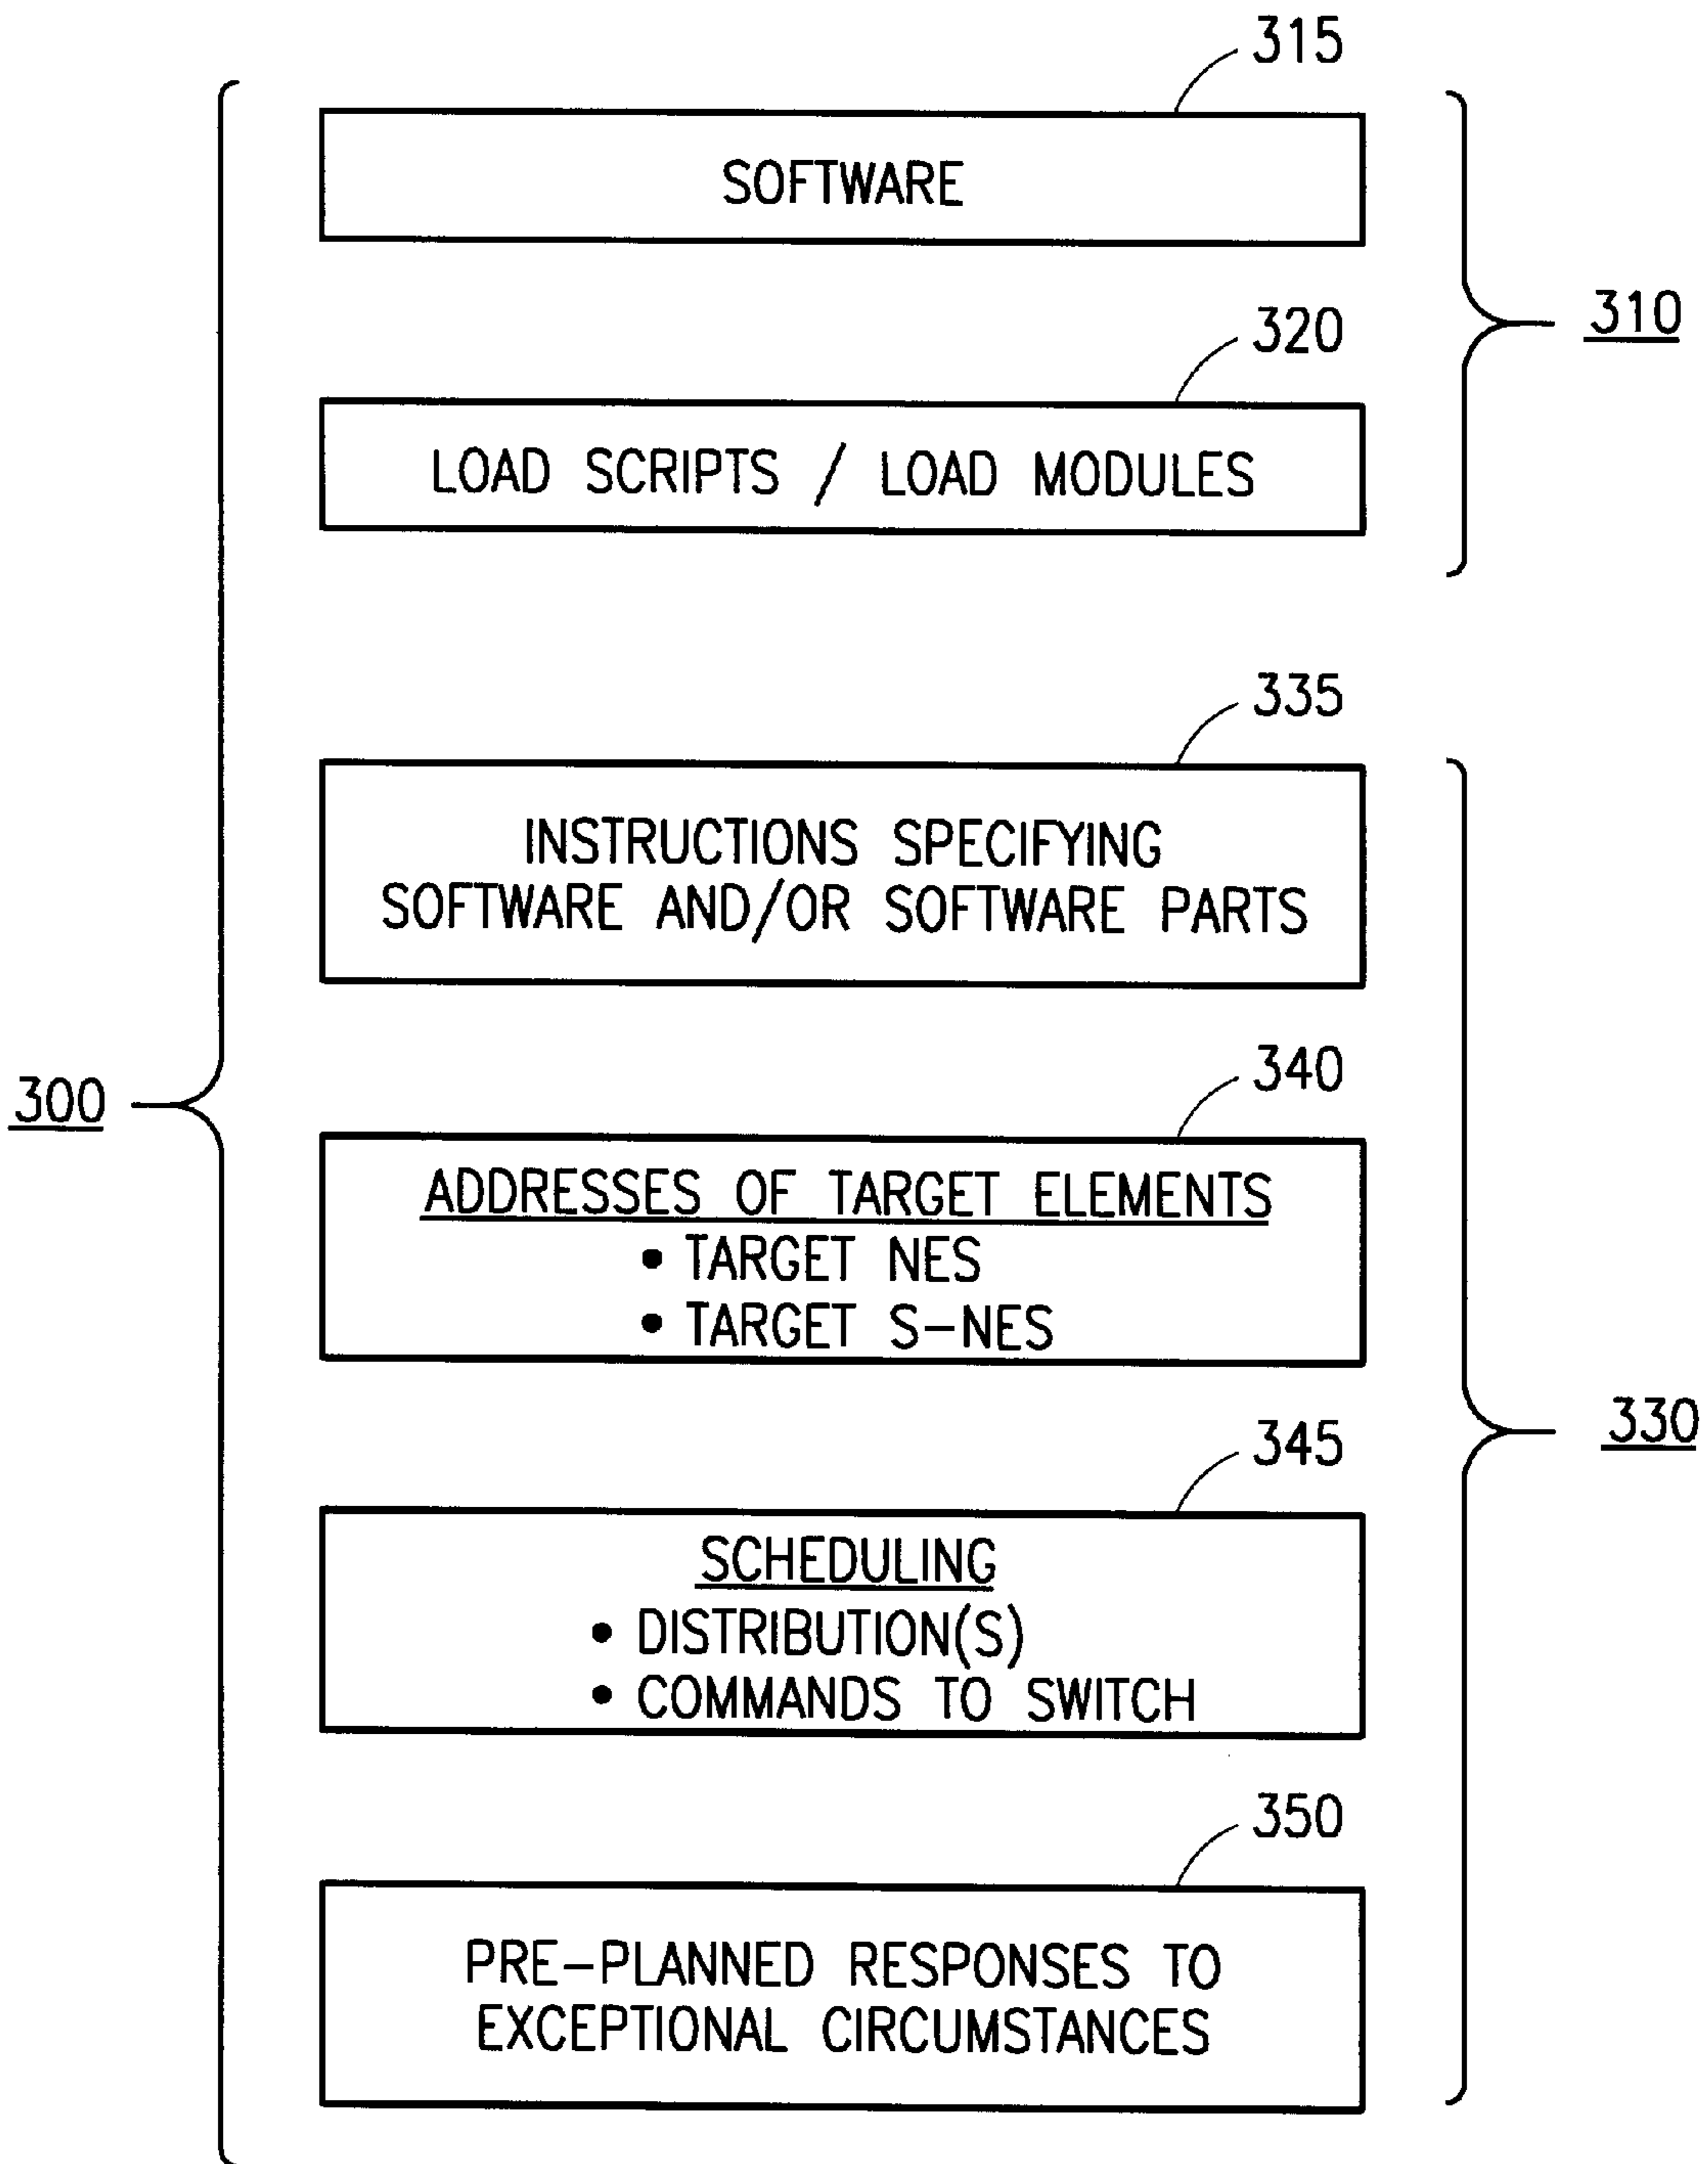 315
SOFTWARE
310
320
LOAD SCRIPTS / LOAD MODULES
335
INSTRUCTIONS SPECIFYING
SOFTWARE AND/OR SOFTWARE PARTS
300
340
ADDRESSES OF TARGET ELEMENTS
• TARGET NES
• TARGET S-NES
330
345
SCHEDULING
• DISTRIBUTION(S)
• COMMANDS TO SWITCH
350
PRE-PLANNED RESPONSES TO
EXCEPTIONAL CIRCUMSTANCES